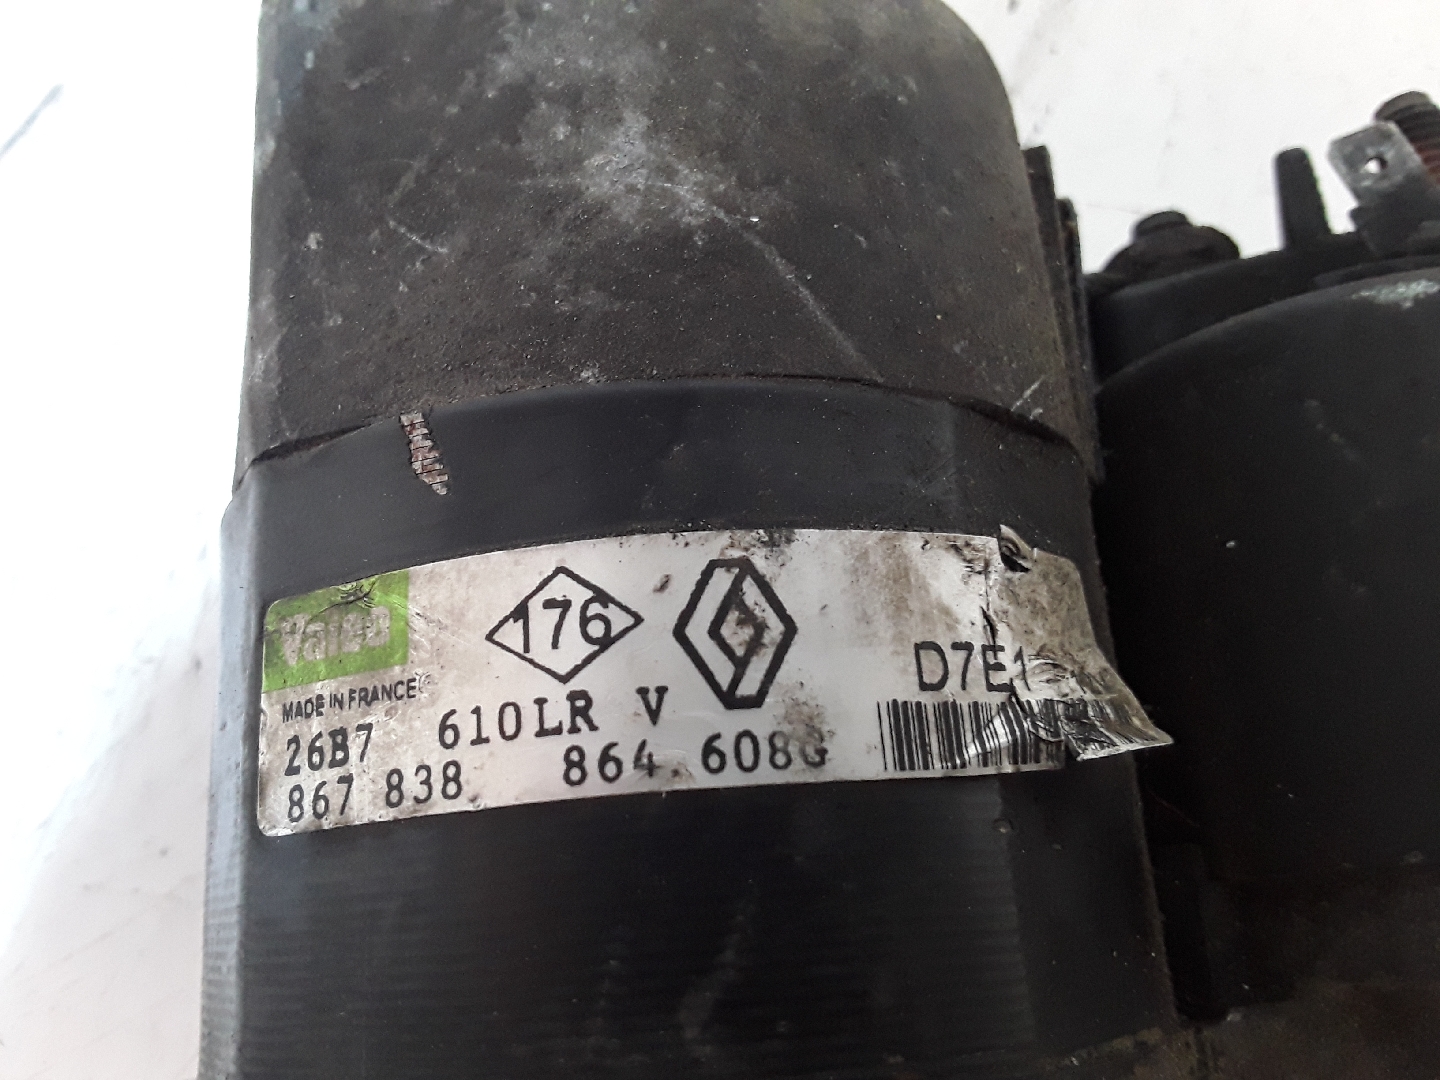 Valeo
176
D7E1
MADE IN FRANCE
26B7 610LR V
867 838 864 608G